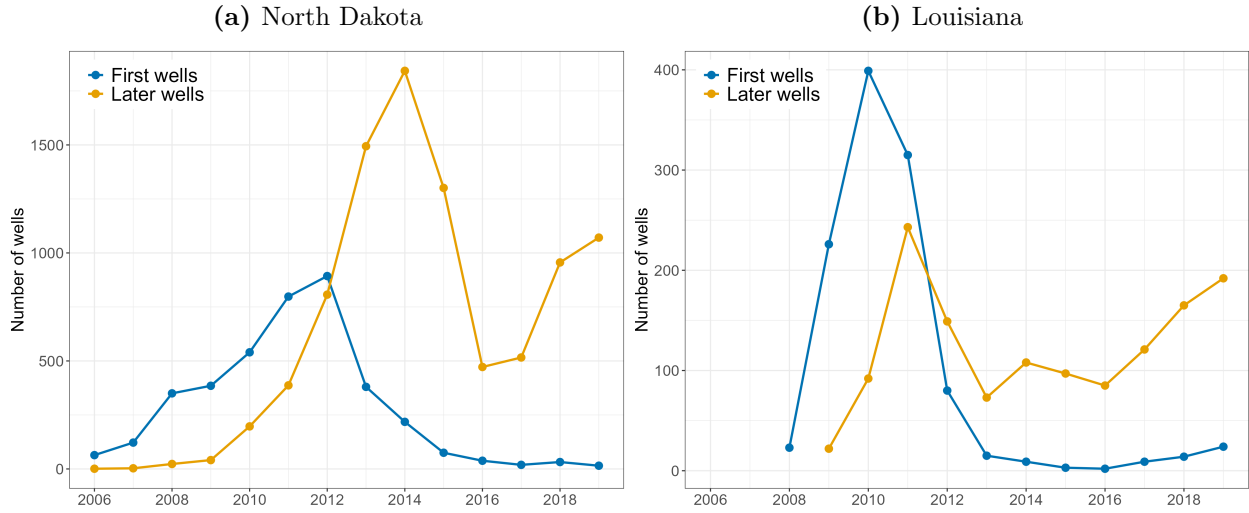 (a) North Dakota
First wells
Later wells
Number of wells
1500
1000
500
0
2006 2008 2010 2012 2014 2016 2018
(b) Louisiana
First wells
Later wells
Number of wells
400
300
200
100
0
2006 2008 2010 2012 2014 2016 2018